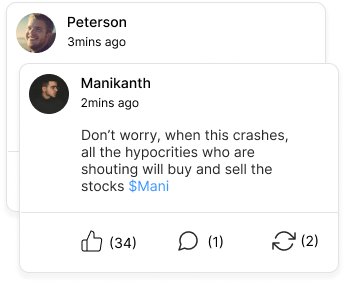 Peterson
3mins ago
Manikanth
2mins ago
Don’t worry, when this crashes,
all the hypocrities who are
shouting will buy and sell the
stocks $Mani
(34) (1) (2)